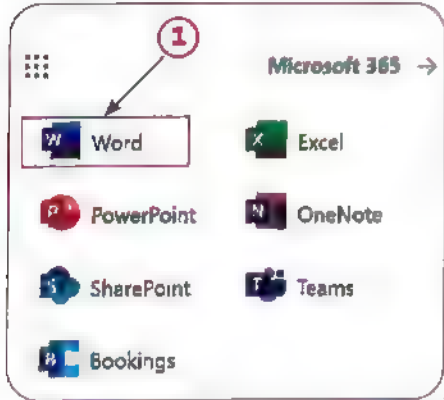 1
Microsoft 365 →
W Word
X Excel
P PowerPoint
N OneNote
S SharePoint
T Teams
B Bookings